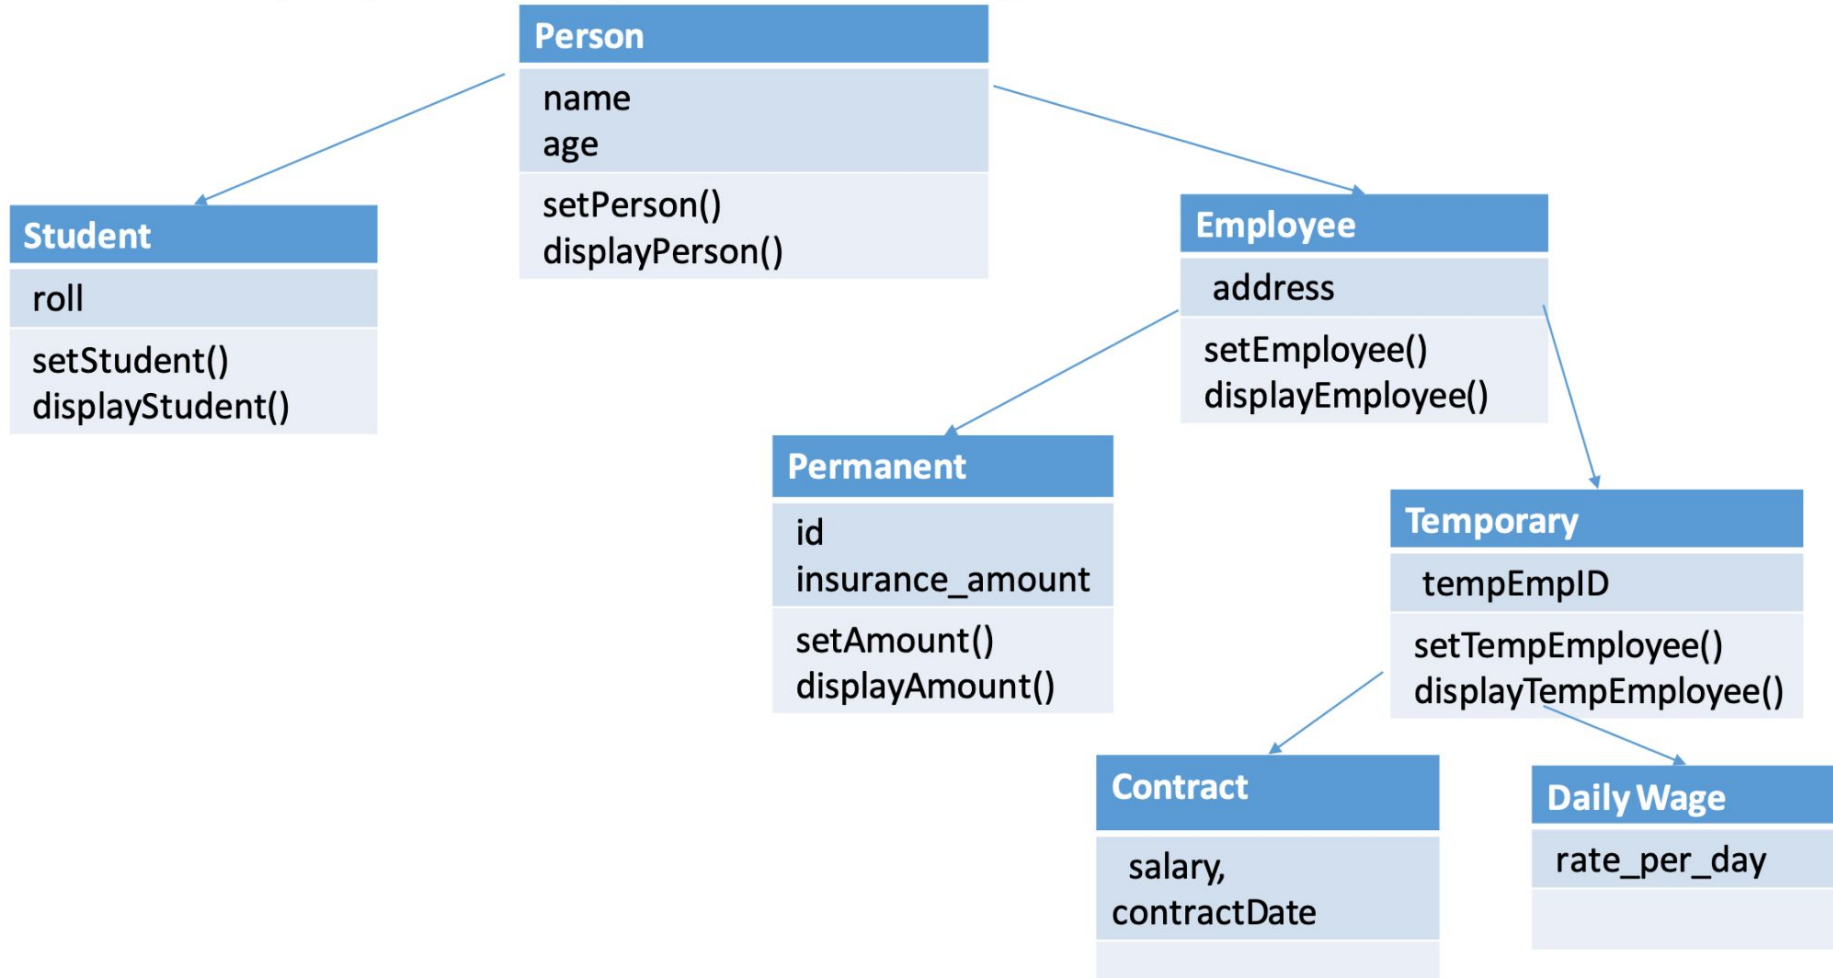 Person
name
age
setPerson()
displayPerson()
Student
roll
setStudent()
displayStudent()
Employee
address
setEmployee()
displayEmployee()
Permanent
id
insurance_amount
setAmount()
displayAmount()
Temporary
tempEmpID
setTempEmployee()
displayTempEmployee()
Contract
salary,
contractDate
Daily Wage
rate_per_day